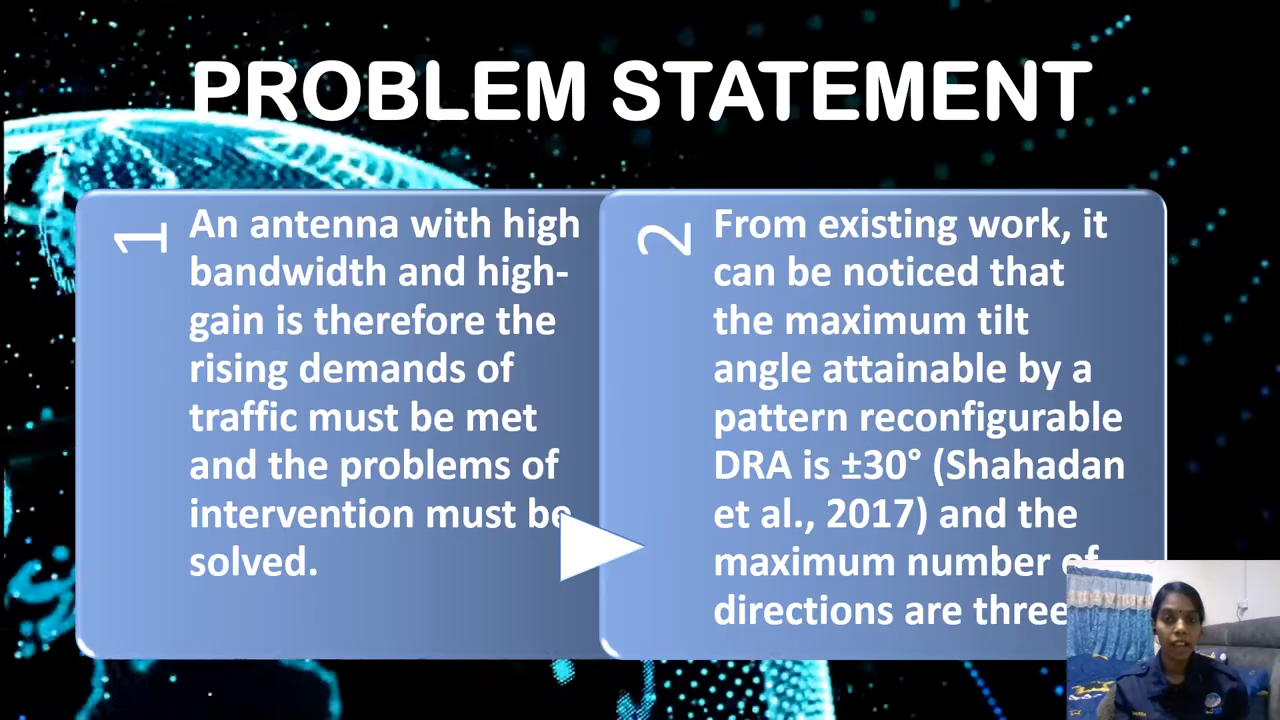 PROBLEM STATEMENT
1
An antenna with high
bandwidth and high-
gain is therefore the
rising demands of
traffic must be met
and the problems of
intervention must be
solved.
2
From existing work, it
can be noticed that
the maximum tilt
angle attainable by a
pattern reconfigurable
DRA is ±30° (Shahadan
et al., 2017) and the
maximum number of
directions are three